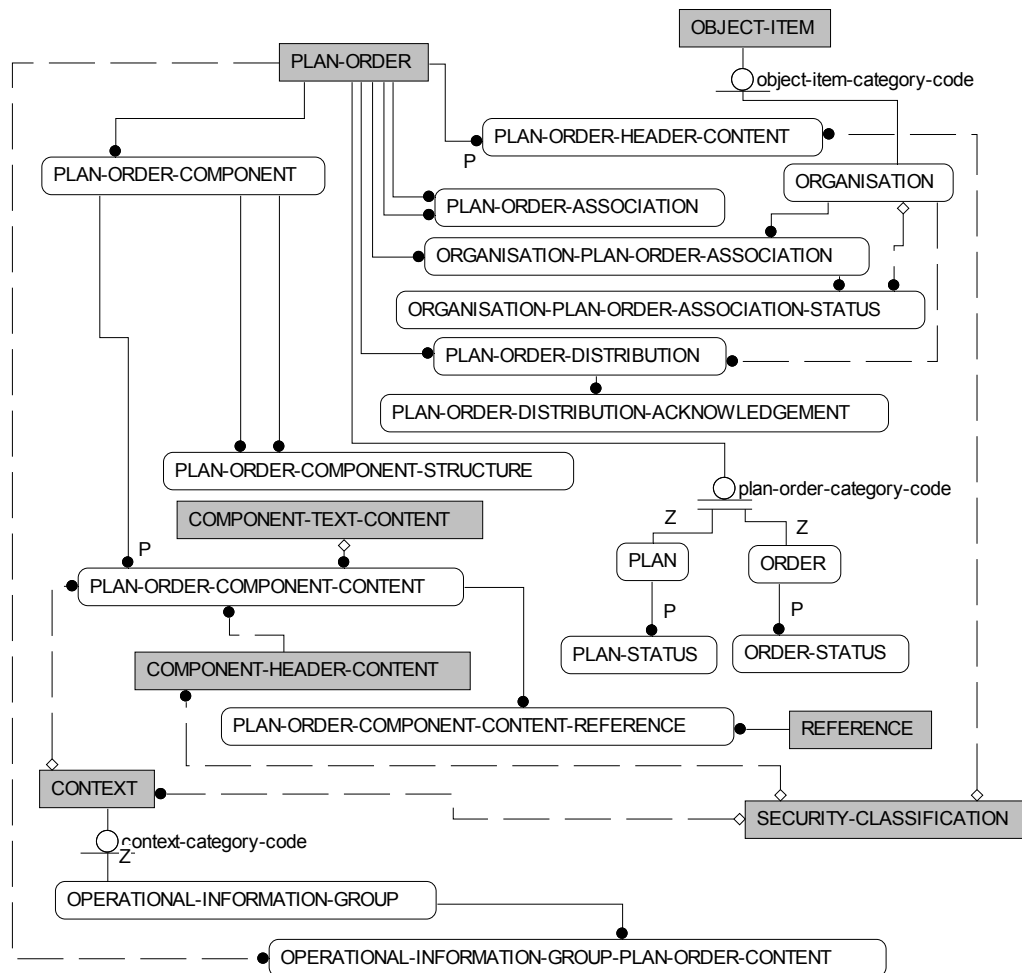 OBJECT-ITEM
PLAN-ORDER
object-item-category-code
PLAN-ORDER-HEADER-CONTENT
P
PLAN-ORDER-COMPONENT
ORGANISATION
PLAN-ORDER-ASSOCIATION
ORGANISATION-PLAN-ORDER-ASSOCIATION
ORGANISATION-PLAN-ORDER-ASSOCIATION-STATUS
PLAN-ORDER-DISTRIBUTION
PLAN-ORDER-DISTRIBUTION-ACKNOWLEDGEMENT
PLAN-ORDER-COMPONENT-STRUCTURE
plan-order-category-code
COMPONENT-TEXT-CONTENT
Z
Z
P
PLAN
ORDER
PLAN-ORDER-COMPONENT-CONTENT
P
P
PLAN-STATUS
ORDER-STATUS
COMPONENT-HEADER-CONTENT
PLAN-ORDER-COMPONENT-CONTENT-REFERENCE
REFERENCE
CONTEXT
SECURITY-CLASSIFICATION
context-category-code
Z
OPERATIONAL-INFORMATION-GROUP
OPERATIONAL-INFORMATION-GROUP-PLAN-ORDER-CONTENT